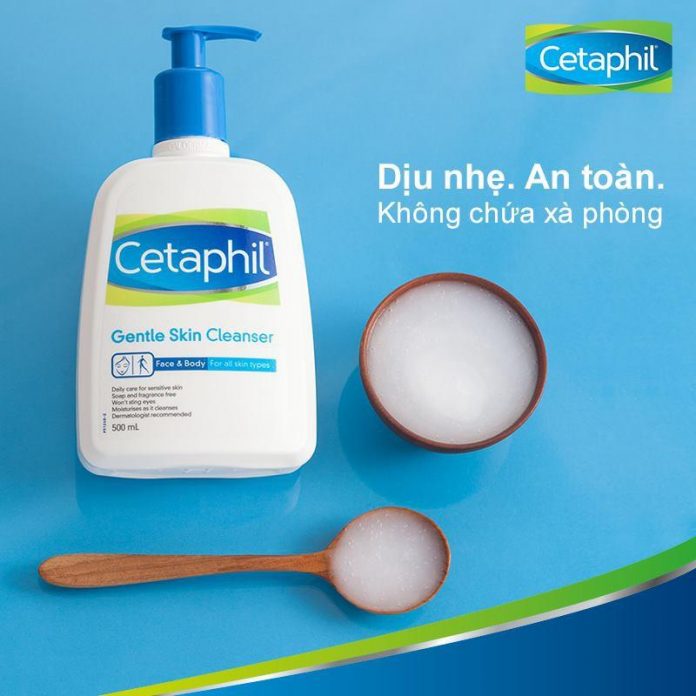 Cetaphil
Dịu nhẹ. An toàn.
Không chứa xà phòng
Cetaphil
Gentle Skin Cleanser
Face & Body For all skin types
Daily care for sensitive skin
Soap and fragrance free
Won't sting eyes
Moisturises as it cleanses
Dermatologist recommended
500 mL